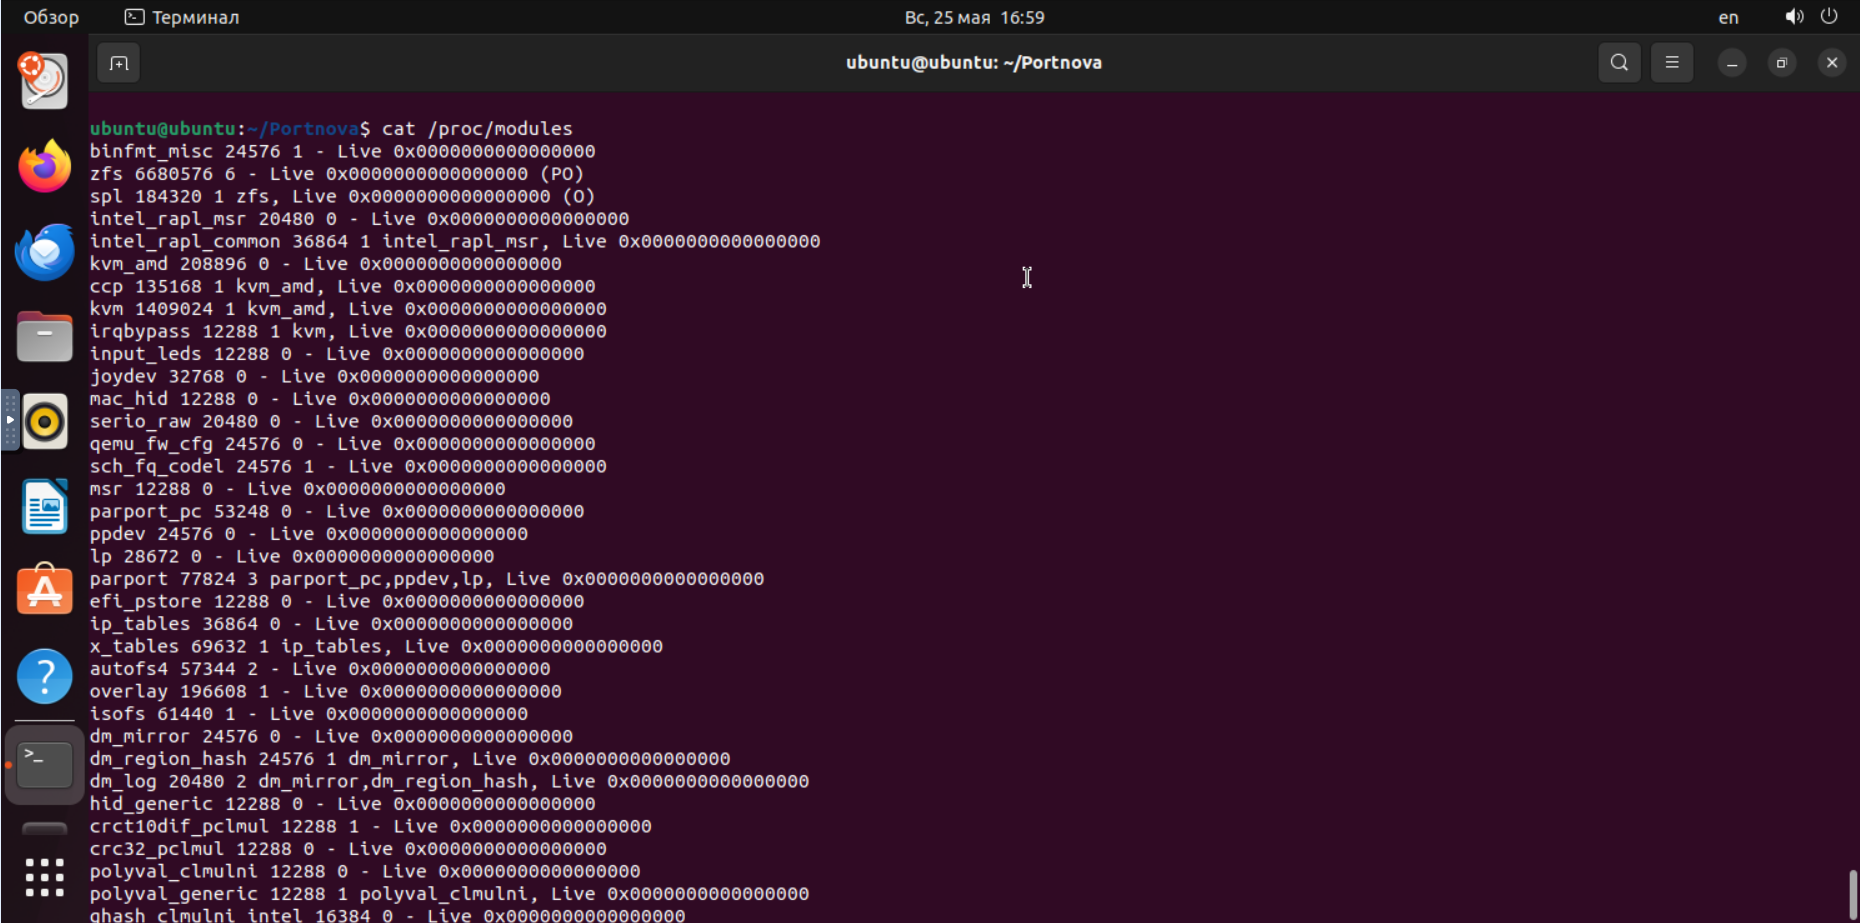 Обзор
Терминал
Вс, 25 мая 16:59
en
ubuntu@ubuntu: ~/Portnova
ubuntu@ubuntu:~/Portnova$ cat /proc/modules
binfmt_misc 24576 1 - Live 0x0000000000000000
zfs 6680576 6 - Live 0x0000000000000000 (PO)
spl 184320 1 zfs, Live 0x0000000000000000 (O)
intel_rapl_msr 20480 0 - Live 0x0000000000000000
intel_rapl_common 36864 1 intel_rapl_msr, Live 0x0000000000000000
kvm_amd 208896 0 - Live 0x0000000000000000
ccp 135168 1 kvm_amd, Live 0x0000000000000000
kvm 1409024 1 kvm_amd, Live 0x0000000000000000
irqbypass 12288 1 kvm, Live 0x0000000000000000
input_leds 12288 0 - Live 0x0000000000000000
joydev 32768 0 - Live 0x0000000000000000
mac_hid 12288 0 - Live 0x0000000000000000
serio_raw 20480 0 - Live 0x0000000000000000
qemu_fw_cfg 24576 0 - Live 0x0000000000000000
sch_fq_codel 24576 1 - Live 0x0000000000000000
msr 12288 0 - Live 0x0000000000000000
parport_pc 53248 0 - Live 0x0000000000000000
ppdev 24576 0 - Live 0x0000000000000000
lp 28672 0 - Live 0x0000000000000000
parport 77824 3 parport_pc,ppdev,lp, Live 0x0000000000000000
efi_pstore 12288 0 - Live 0x0000000000000000
ip_tables 36864 0 - Live 0x0000000000000000
x_tables 69632 1 ip_tables, Live 0x0000000000000000
autofs4 57344 2 - Live 0x0000000000000000
overlay 196608 1 - Live 0x0000000000000000
isofs 61440 1 - Live 0x0000000000000000
dm_mirror 24576 0 - Live 0x0000000000000000
dm_region_hash 24576 1 dm_mirror, Live 0x0000000000000000
dm_log 20480 2 dm_mirror,dm_region_hash, Live 0x0000000000000000
hid_generic 12288 0 - Live 0x0000000000000000
crct10dif_pclmul 12288 1 - Live 0x0000000000000000
crc32_pclmul 12288 0 - Live 0x0000000000000000
polyval_clmulni 12288 0 - Live 0x0000000000000000
polyval_generic 12288 1 polyval_clmulni, Live 0x0000000000000000
ghash_clmulni_intel 16384 0 - Live 0x0000000000000000